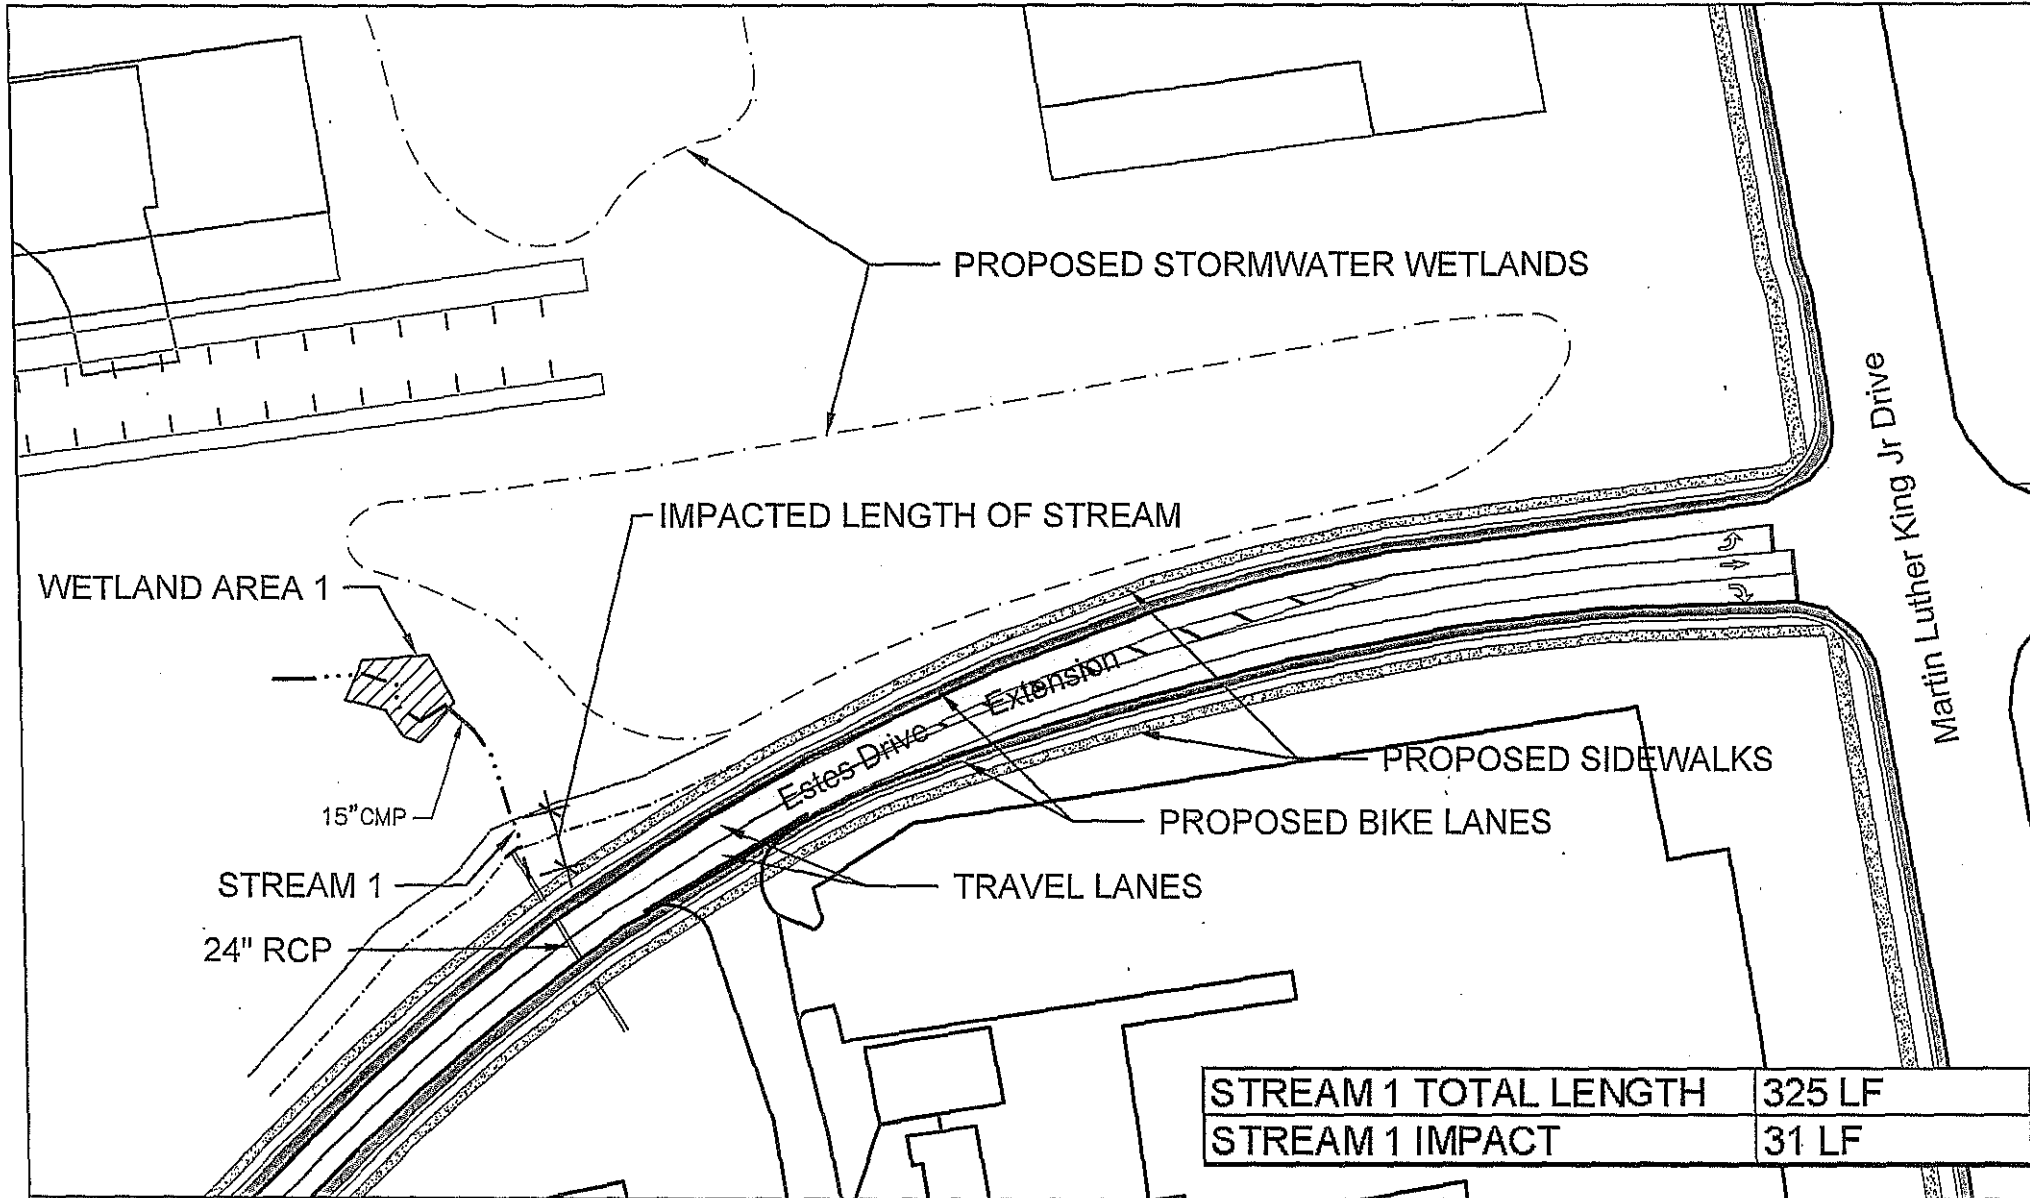 PROPOSED STORMWATER WETLANDS
Martin Luther King Jr Drive
IMPACTED LENGTH OF STREAM
WETLAND AREA 1
Estes Drive Extension
PROPOSED SIDEWALKS
15"CMP
PROPOSED BIKE LANES
STREAM 1
TRAVEL LANES
24" RCP
STREAM 1 TOTAL LENGTH 325 LF
STREAM 1 IMPACT 31 LF